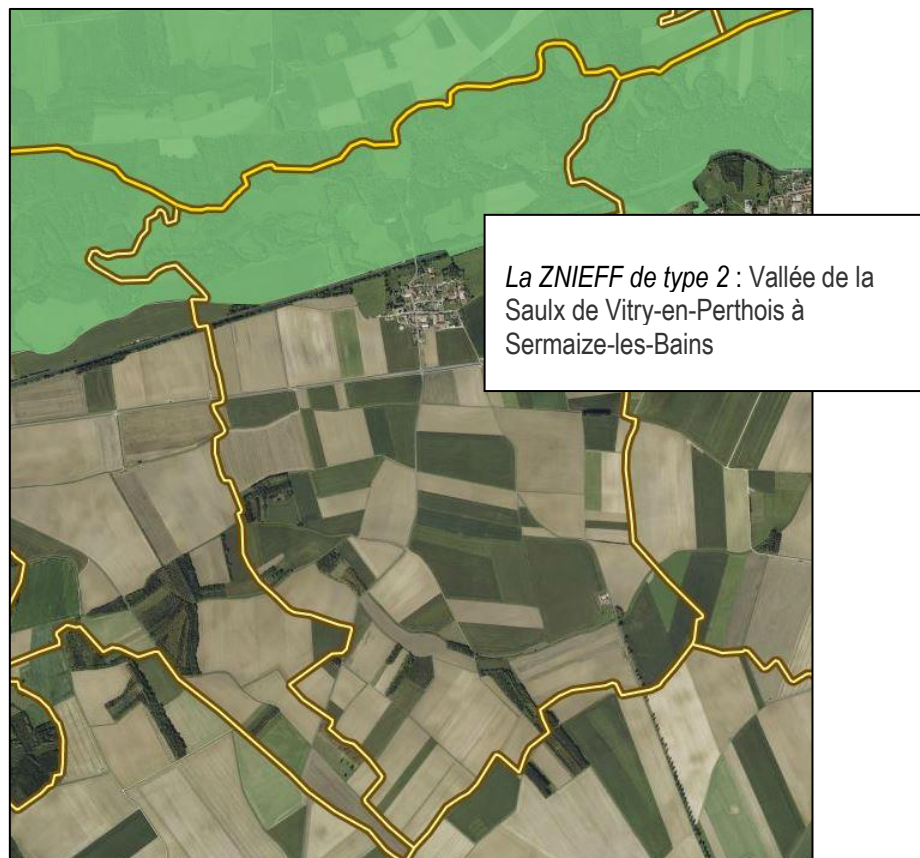 La ZNIEFF de type 2 : Vallée de la
Saulx de Vitry-en-Perthois à
Sermaize-les-Bains